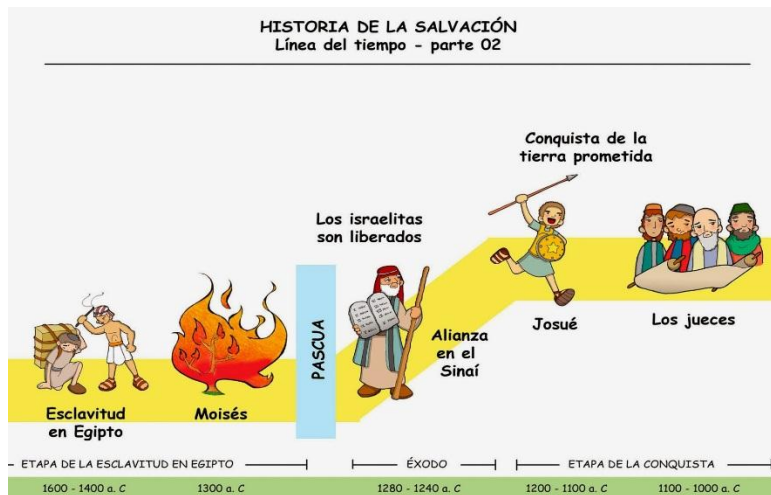 HISTORIA DE LA SALVACIÓN
Línea del tiempo - parte 02
Conquista de la
tierra prometida
Los israelitas
son liberados
PASCUA
Alianza
en el
Sinaí
Josué
Los jueces
Esclavitud
en Egipto
Moisés
ETAPA DE LA ESCLAVITUD EN EGIPTO
ÉXODO
ETAPA DE LA CONQUISTA
1600 - 1400 a. C
1300 a. C
1280 - 1240 a. C
1200 - 1100 a. C
1100 - 1000 a. C